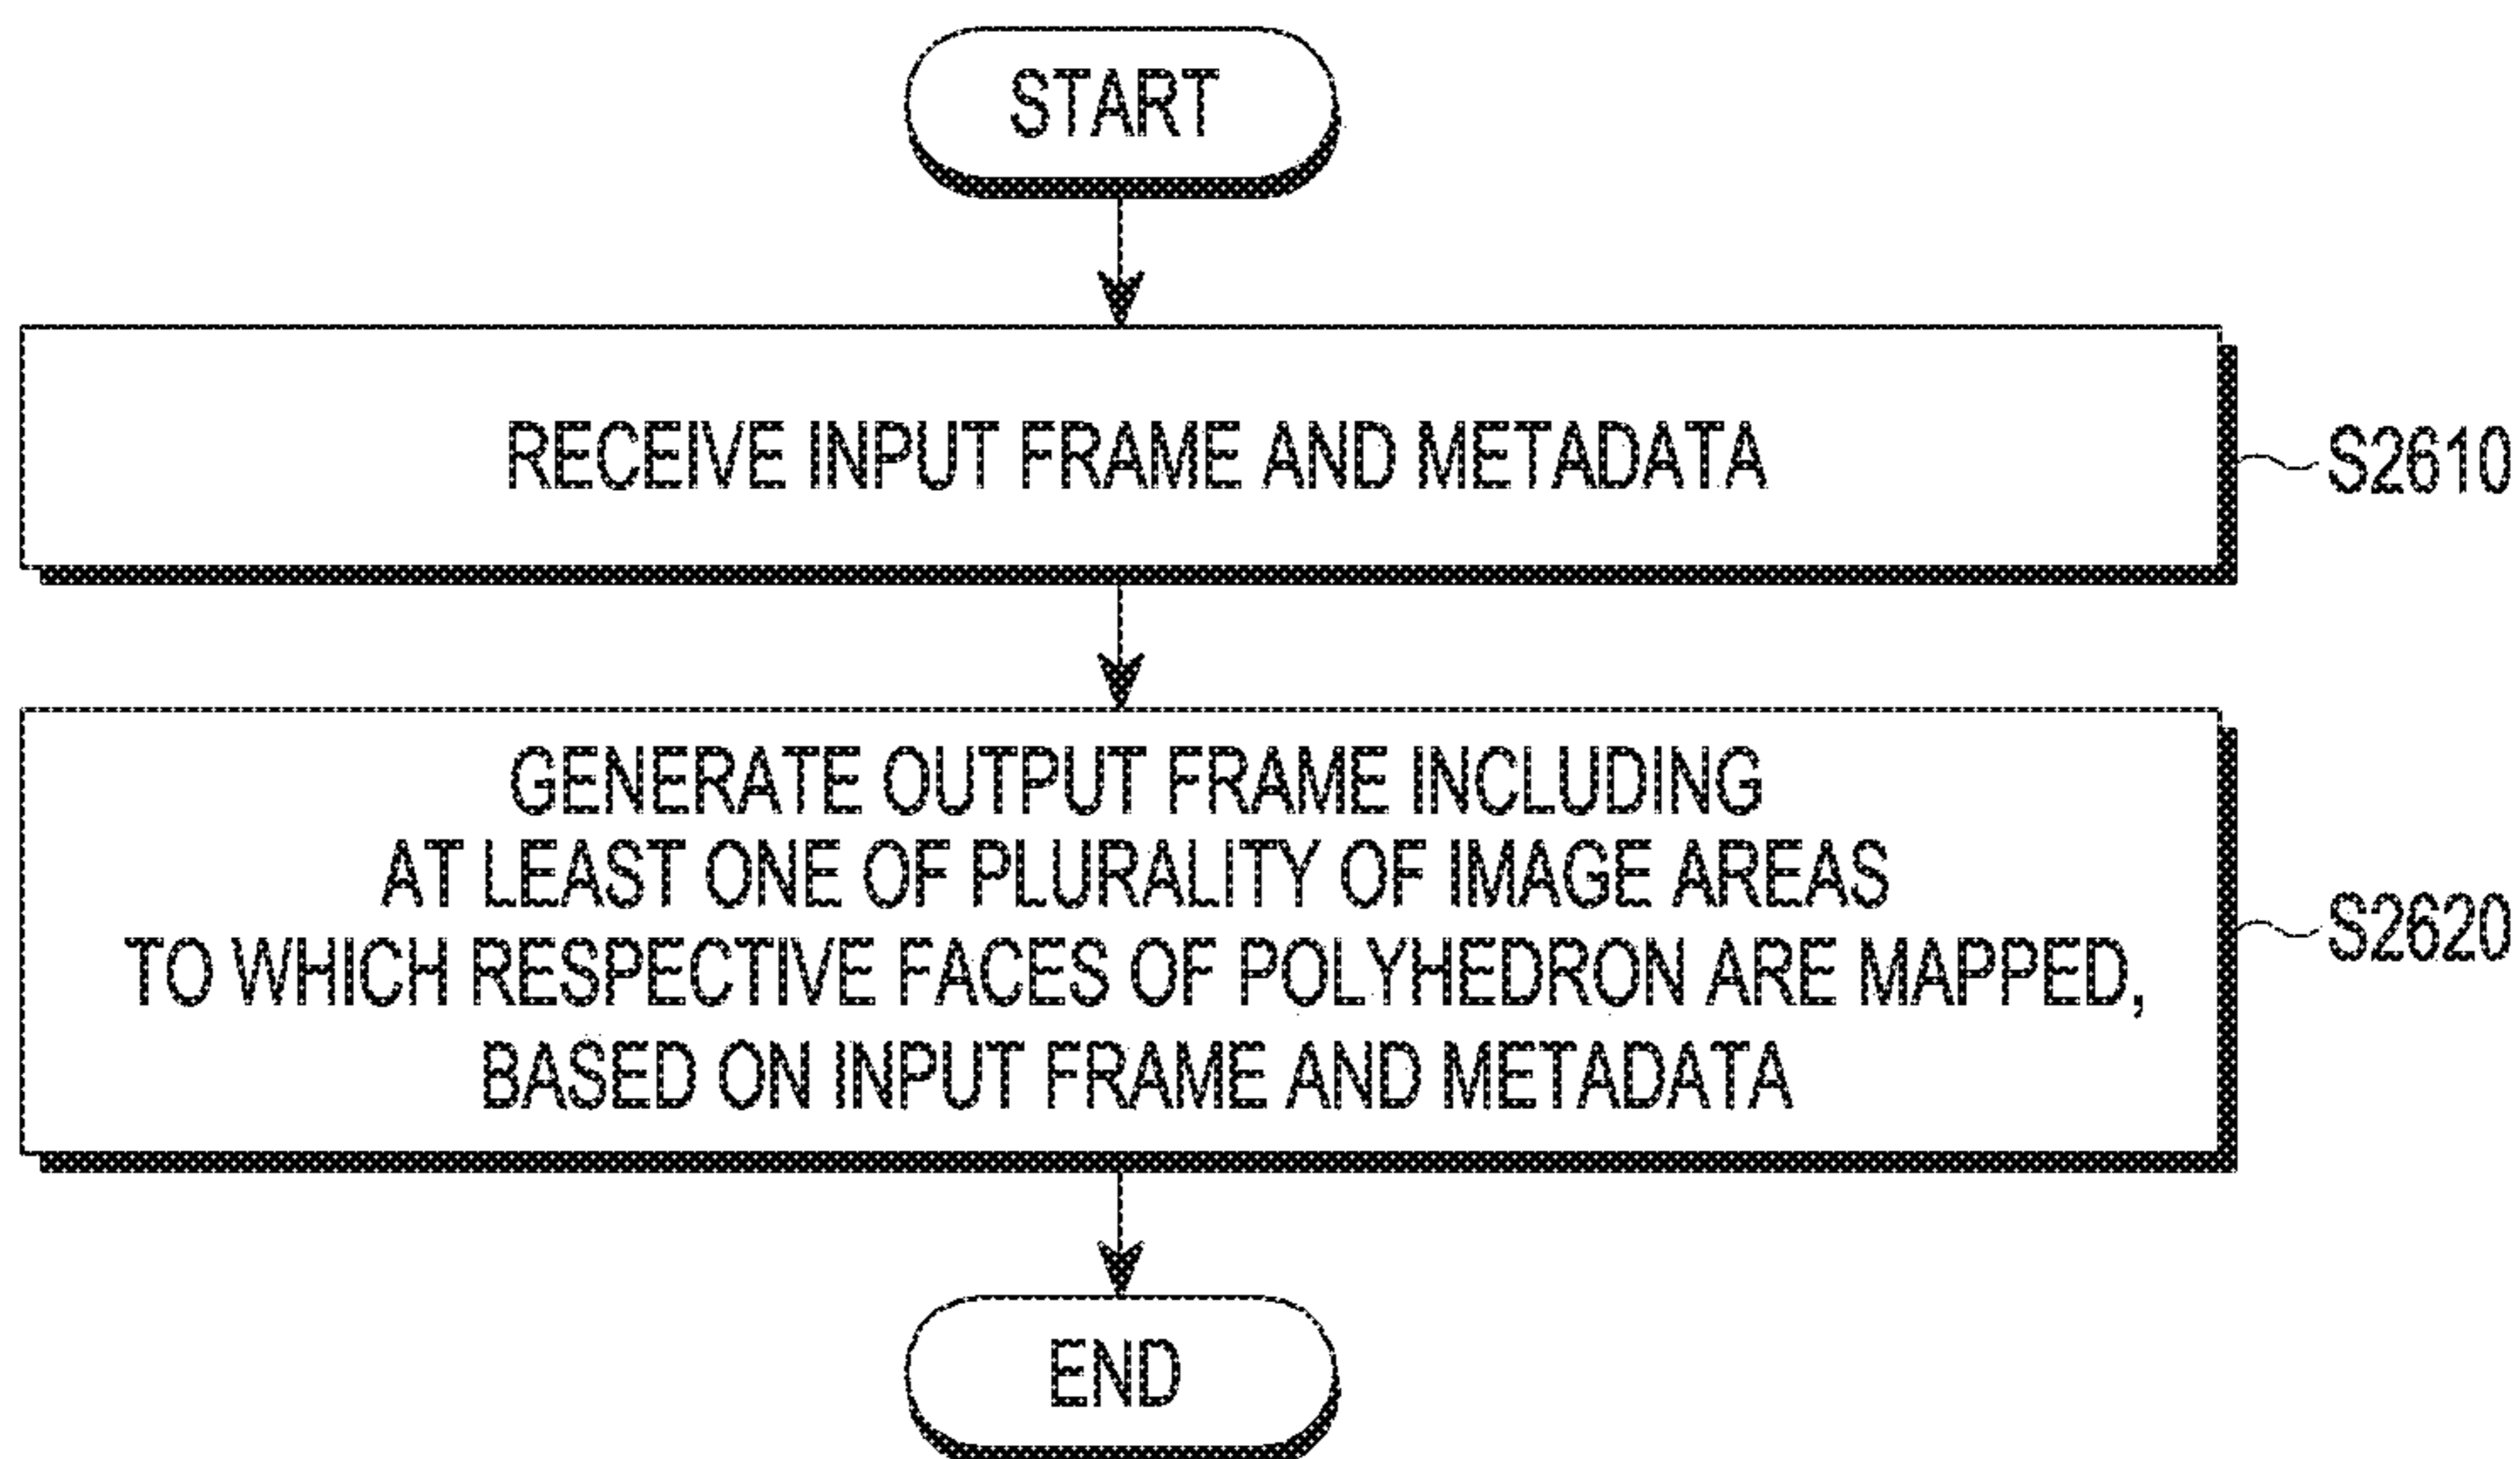 START
RECEIVE INPUT FRAME AND METADATA
S2610
GENERATE OUTPUT FRAME INCLUDING
AT LEAST ONE OF PLURALITY OF IMAGE AREAS
TO WHICH RESPECTIVE FACES OF POLYHEDRON ARE MAPPED,
BASED ON INPUT FRAME AND METADATA
S2620
END